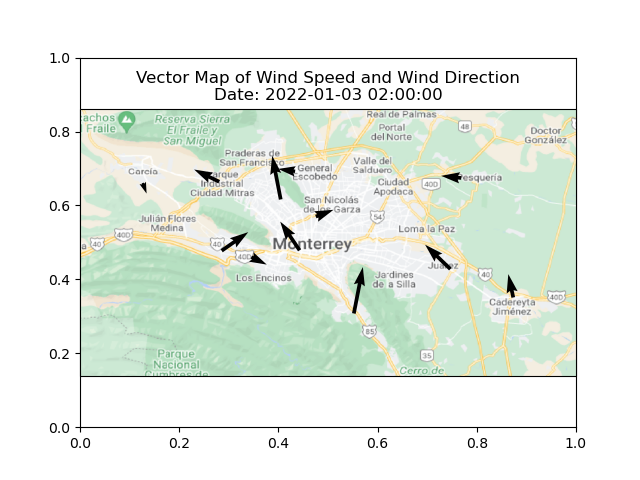 Vector Map of Wind Speed and Wind Direction
Date: 2022-01-03 02:00:00
1.0
0.8
0.6
0.4
0.2
0.0
0.0 0.2 0.4 0.6 0.8 1.0
achos
e Fraile
Reserva Sierra
El Fraile y
San Miguel
Real de Palmas
48
Portal
del Norte
Doctor
González
García
Praderas de
San Francisco
General
Escobedo
Valle del
Salduero
arque
Industrial
Ciudad Mitras
Ciudad
Apodaca
40D
esquería
San Nicolás
de los Garza
54
Julián Flores
Medina
Loma la Paz
40
40D
40
Monterrey
40D
Juárez
Los Encinos
Jardines
de la Silla
40
40D
Cadereyta
Jiménez
85
35
Parque
Nacional
Cumbres de
Cerro de